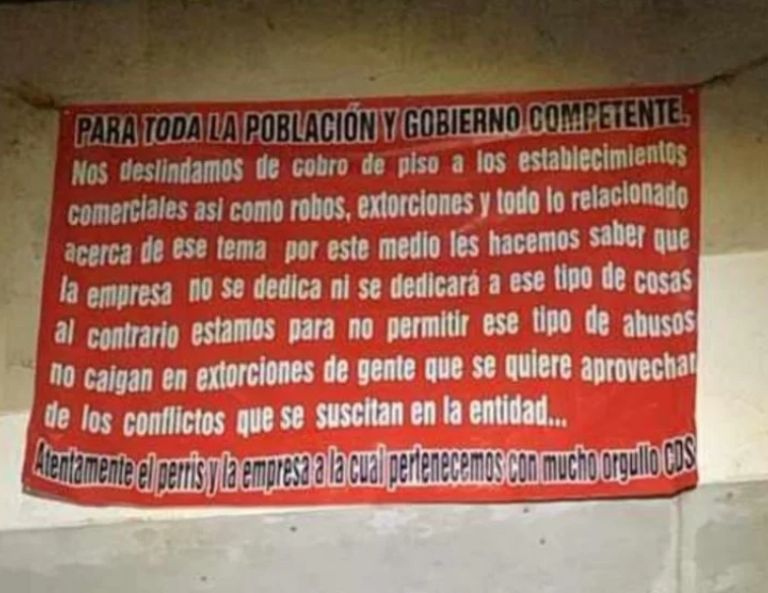 PARA TODA LA POBLACIÓN Y GOBIERNO COMPETENTE.
Nos deslindamos de cobro de piso a los establecimientos
comerciales asi como robos, extorciones y todo lo relacionado
acerca de ese tema por este medio les hacemos saber que
la empresa no se dedica ni se dedicará a ese tipo de cosas
al contrario estamos para no permitir ese tipo de abusos
no caigan en extorciones de gente que se quiere aprovechar
de los conflictos que se suscitan en la entidad...
Atentamente el perris y la empresa a la cual pertenecemos con mucho orgullo CDS